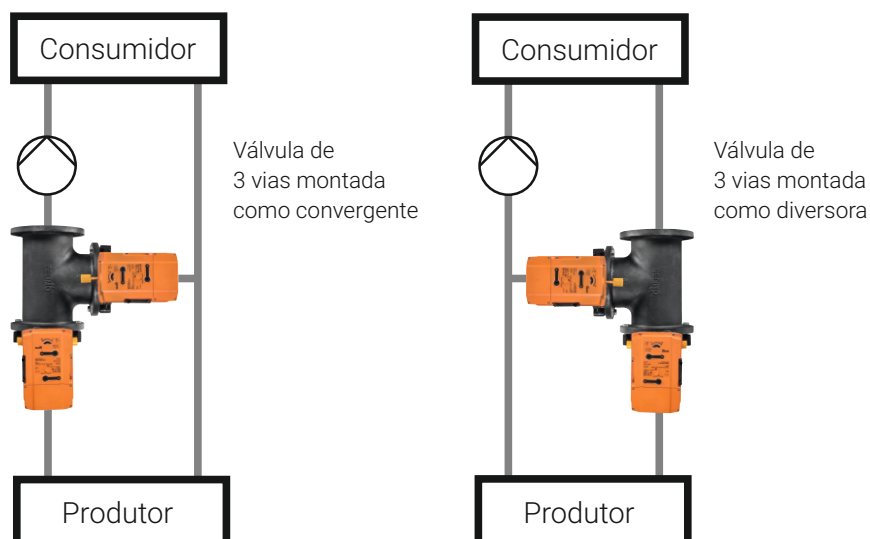 Consumidor
Válvula de
3 vias montada
como convergente
Produtor
Consumidor
Válvula de
3 vias montada
como diversora
Produtor